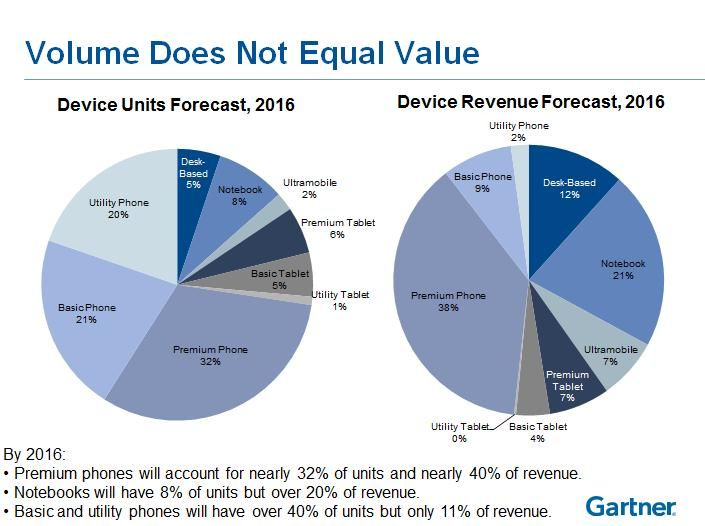 Volume Does Not Equal Value
Device Units Forecast, 2016
Desk-
Based
5%
Notebook
8%
Ultramobile
2%
Premium Tablet
6%
Basic Tablet
5%
Utility Tablet
1%
Premium Phone
32%
Basic Phone
21%
Utility Phone
20%
Device Revenue Forecast, 2016
Utility Phone
2%
Desk-Based
12%
Notebook
21%
Ultramobile
7%
Premium
Tablet
7%
Basic Tablet
4%
Utility Tablet
0%
Premium Phone
38%
Basic Phone
9%
By 2016:
• Premium phones will account for nearly 32% of units and nearly 40% of revenue.
• Notebooks will have 8% of units but over 20% of revenue.
• Basic and utility phones will have over 40% of units but only 11% of revenue.
Gartner